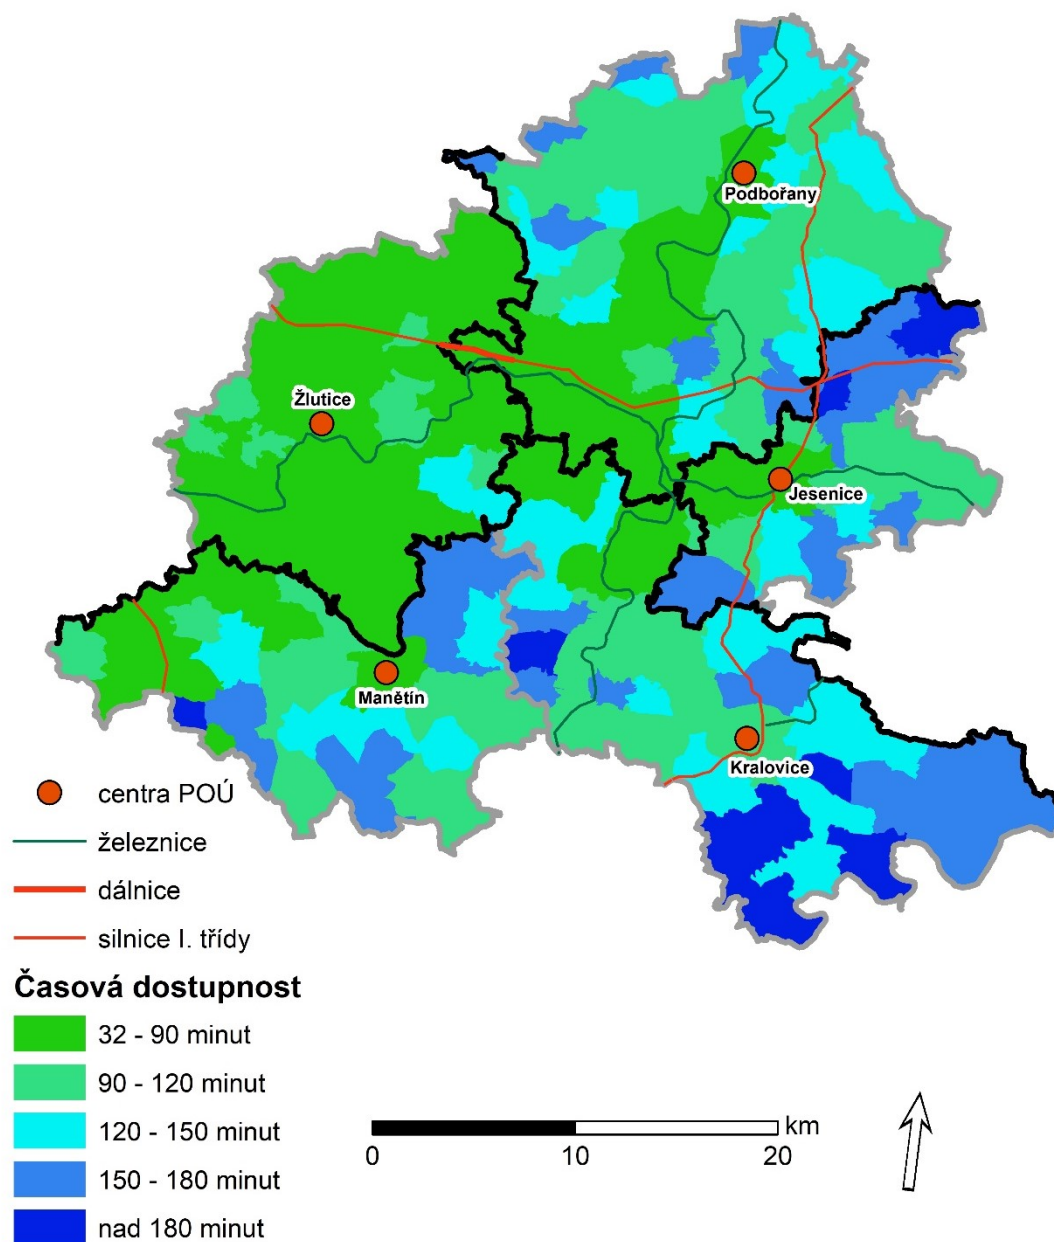 Podbořany
Žlutice
Jesenice
Manětín
Kralovice
centra POÚ
železnice
dálnice
silnice I. třídy
Časová dostupnost
32 - 90 minut
90 - 120 minut
120 - 150 minut
150 - 180 minut
nad 180 minut
km
0 10 20